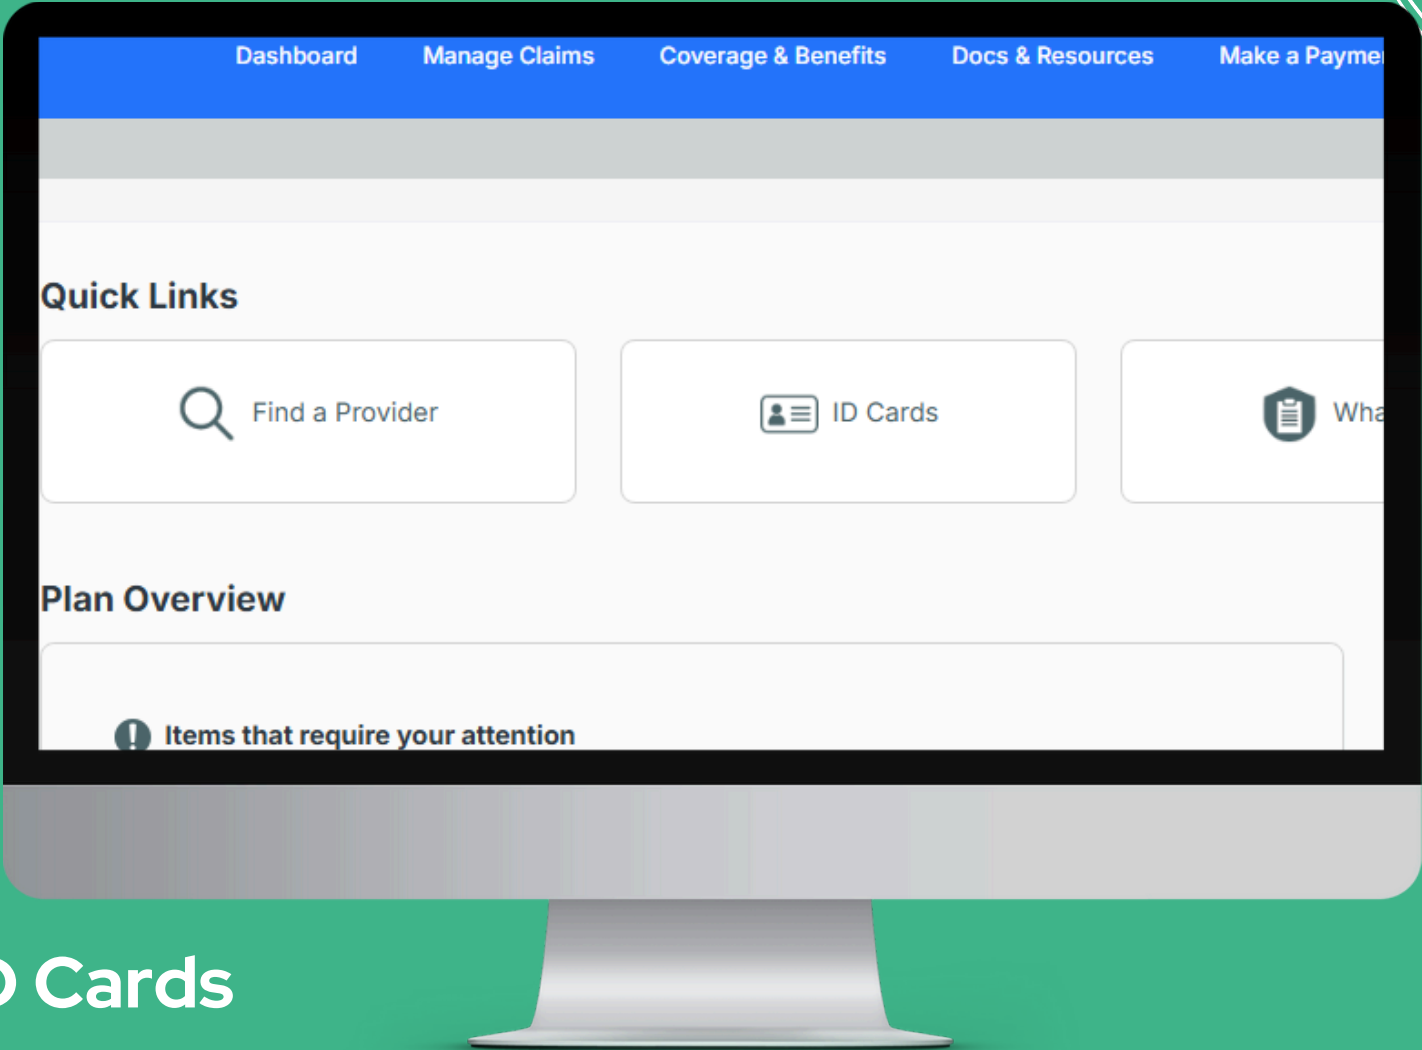 Dashboard Manage Claims Coverage & Benefits Docs & Resources Make a
Quick Links
Find a Provider ID Cards
Plan Overview
Items that require your attention
Cards